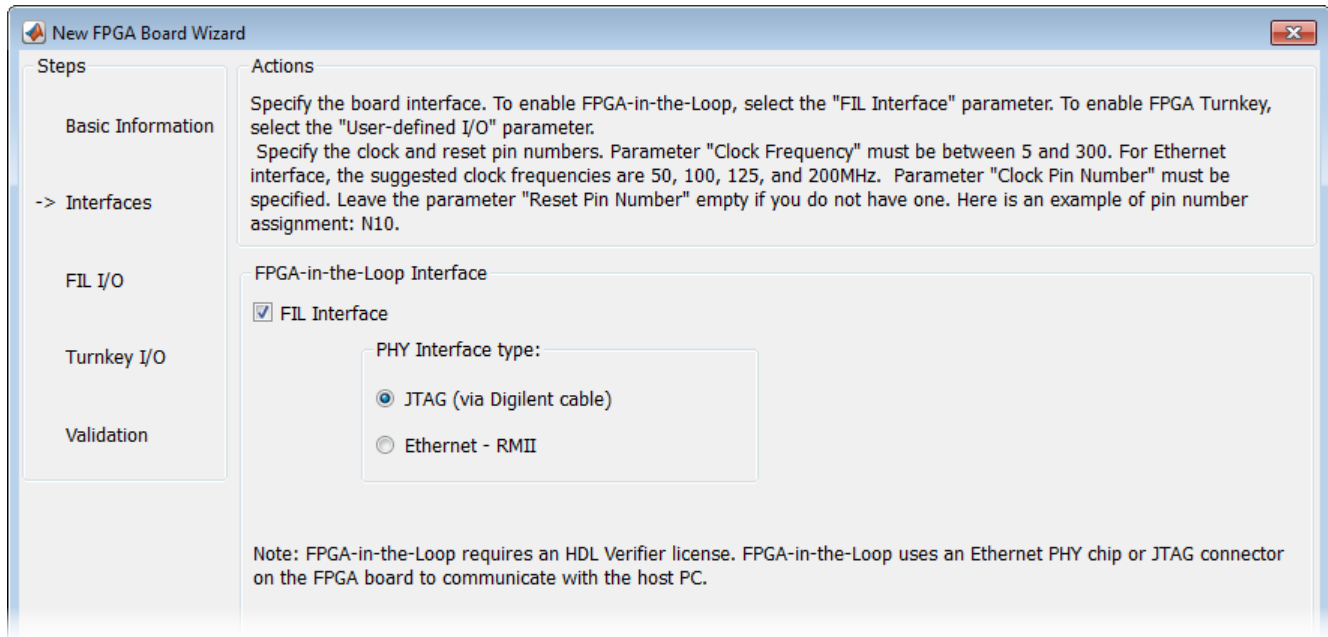 New FPGA Board Wizard
Steps
Basic Information
-> Interfaces
FIL I/O
Turnkey I/O
Validation
Actions
Specify the board interface. To enable FPGA-in-the-Loop, select the "FIL Interface" parameter. To enable FPGA Turnkey,
select the "User-defined I/O" parameter.
Specify the clock and reset pin numbers. Parameter "Clock Frequency" must be between 5 and 300. For Ethernet
interface, the suggested clock frequencies are 50, 100, 125, and 200MHz.  Parameter "Clock Pin Number" must be
specified. Leave the parameter "Reset Pin Number" empty if you do not have one. Here is an example of pin number
assignment: N10.
FPGA-in-the-Loop Interface
FIL Interface
PHY Interface type:
JTAG (via Digilent cable)
Ethernet - RMII
Note: FPGA-in-the-Loop requires an HDL Verifier license. FPGA-in-the-Loop uses an Ethernet PHY chip or JTAG connector
on the FPGA board to communicate with the host PC.